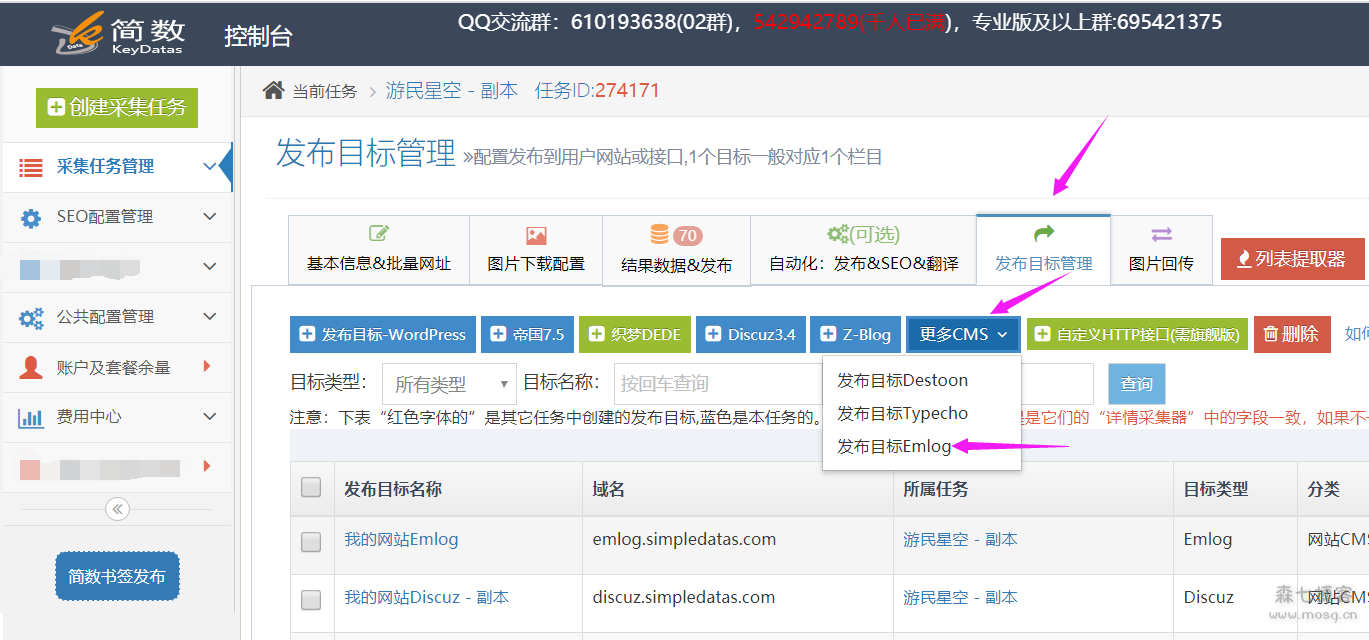 简数
KeyDatas
控制台
QQ交流群：610193638(02群)，542942789(千人已满)，专业版及以上群:695421375
创建采集任务
采集任务管理
SEO配置管理
公共配置管理
账户及套餐余量
费用中心
简数书签发布
当前任务 > 游民星空 - 副本 任务ID:274171
发布目标管理 »配置发布到用户网站或接口,1个目标一般对应1个栏目
基本信息&批量网址
图片下载配置
70
结果数据&发布
(可选)
自动化：发布&SEO&翻译
发布目标管理
图片回传
列表提取器
发布目标-WordPress
帝国7.5
织梦DEDE
Discuz3.4
Z-Blog
更多CMS
自定义HTTP接口(需旗舰版)
删除
如何
发布目标Destoon
发布目标Typecho
发布目标Emlog
目标类型： 所有类型 目标名称： 按回车查询 查询
注意：下表“红色字体的”是其它任务中创建的发布目标,蓝色是本任务的。 是它们的“详情采集器”中的字段一致，如果不一
发布目标名称 域名 所属任务 目标类型 分类
我的网站Emlog emlog.simpledatas.com 游民星空 - 副本 Emlog 网站CMS
我的网站Discuz - 副本 discuz.simpledatas.com 游民星空 - 副本 Discuz 网站CMS
森七博客
www.mosq.cn